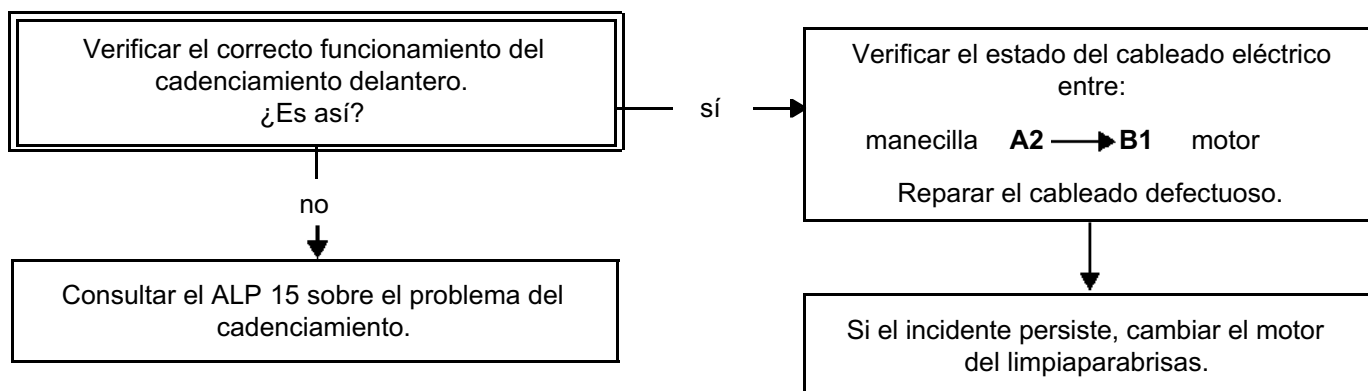 Verificar el correcto funcionamiento del
cadenciamiento delantero.
¿Es así?
sí
no
Consultar el ALP 15 sobre el problema del
cadenciamiento.
Verificar el estado del cableado eléctrico
entre:
manecilla A2 B1 motor
Reparar el cableado defectuoso.
Si el incidente persiste, cambiar el motor
del limpiaparabrisas.